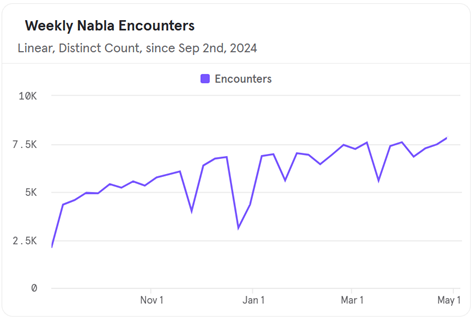 Weekly Nabla Encounters
Linear, Distinct Count, since Sep 2nd, 2024
Encounters
10K
7.5K
5K
2.5K
0
Nov 1 Jan 1 Mar 1 May 1